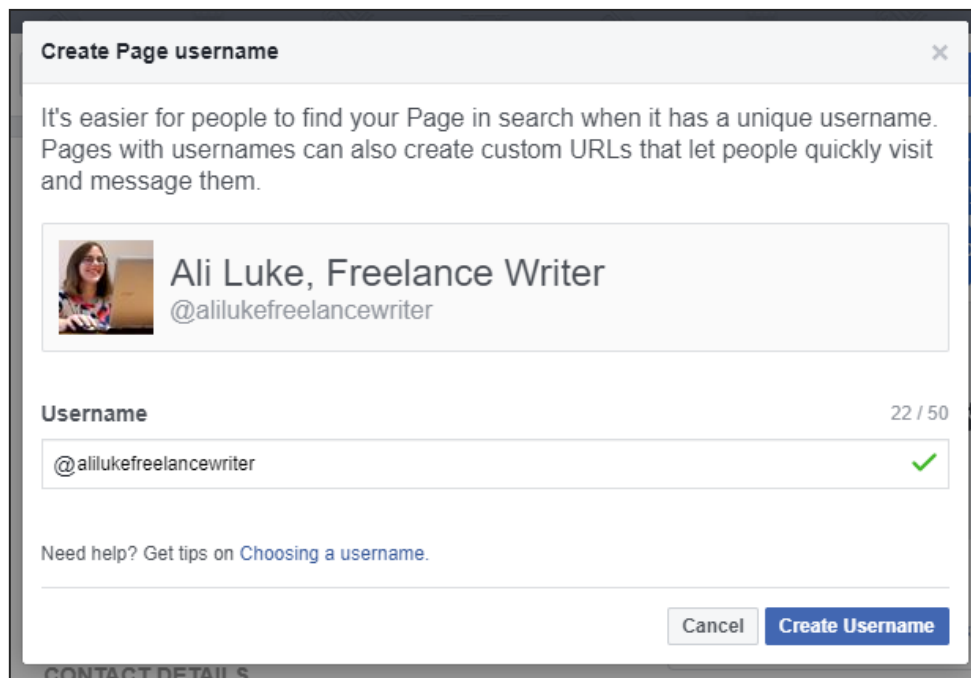 Create Page username
×
It's easier for people to find your Page in search when it has a unique username.
Pages with usernames can also create custom URLs that let people quickly visit
and message them.
Ali Luke, Freelance Writer
@alilukefreelancewriter
Username 22 / 50
@alilukefreelancewriter
Need help? Get tips on Choosing a username.
Cancel Create Username
CONTACT DETAILS